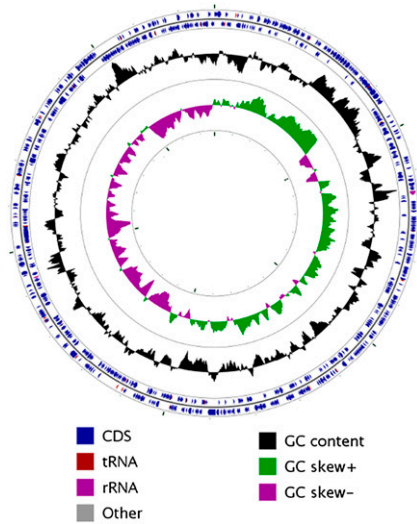 CDS
tRNA
rRNA
Other
GC content
GC skew+
GC skew-